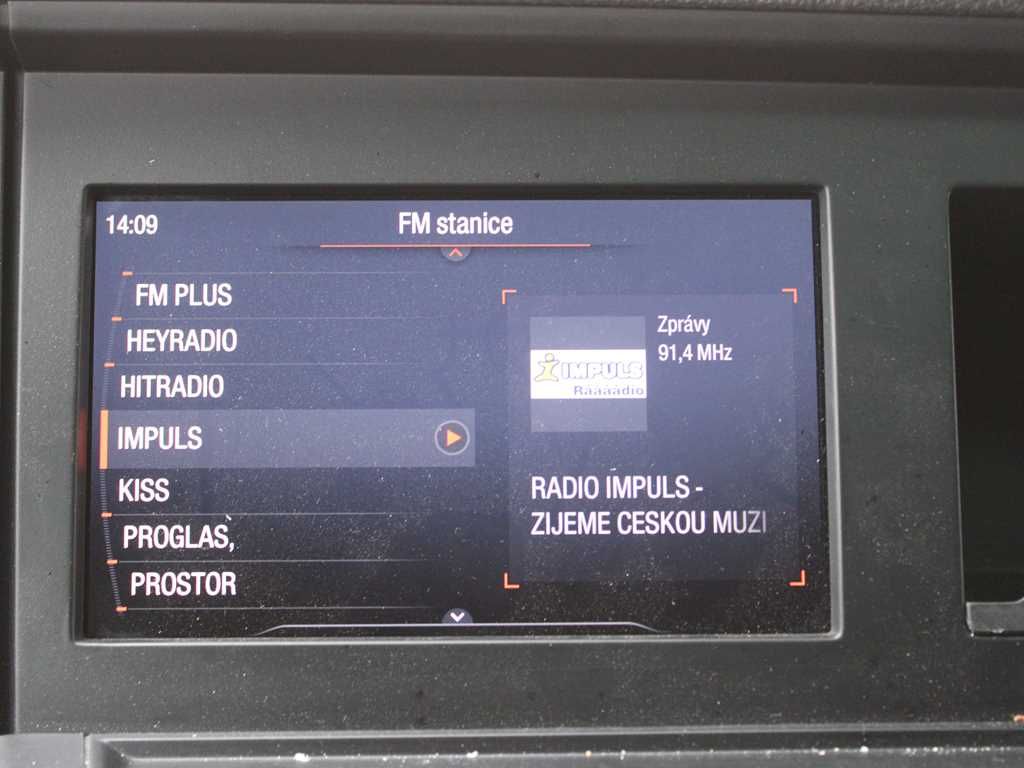 14:09
FM stanice
FM PLUS
HEYRADIO
HITRADIO
IMPULS
KISS
PROGLAS,
PROSTOR
Zprávy
91,4 MHz
IMPULS
Ráááádio
RADIO IMPULS -
ZIJEME CESKOU MUZI